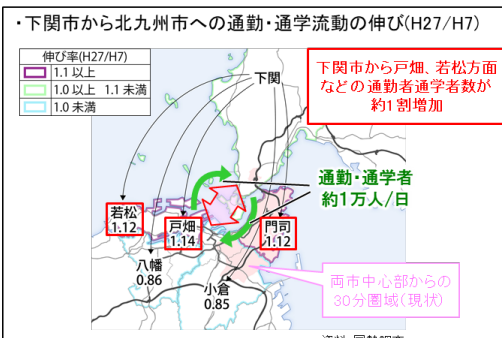 ・下関市から北九州市への通勤・通学流動の伸び(H27/H7)
伸び率(H27/H7)
1.1 以上
1.0 以上 1.1 未満
1.0 未満
下関
下関市から戸畑、若松方面
などの通勤者通学者数が
約1割増加
通勤・通学者
約1万人/日
若松
1.12
戸畑
1.14
門司
1.12
八幡
0.86
小倉
0.85
両市中心部からの
30分圏域(現状)